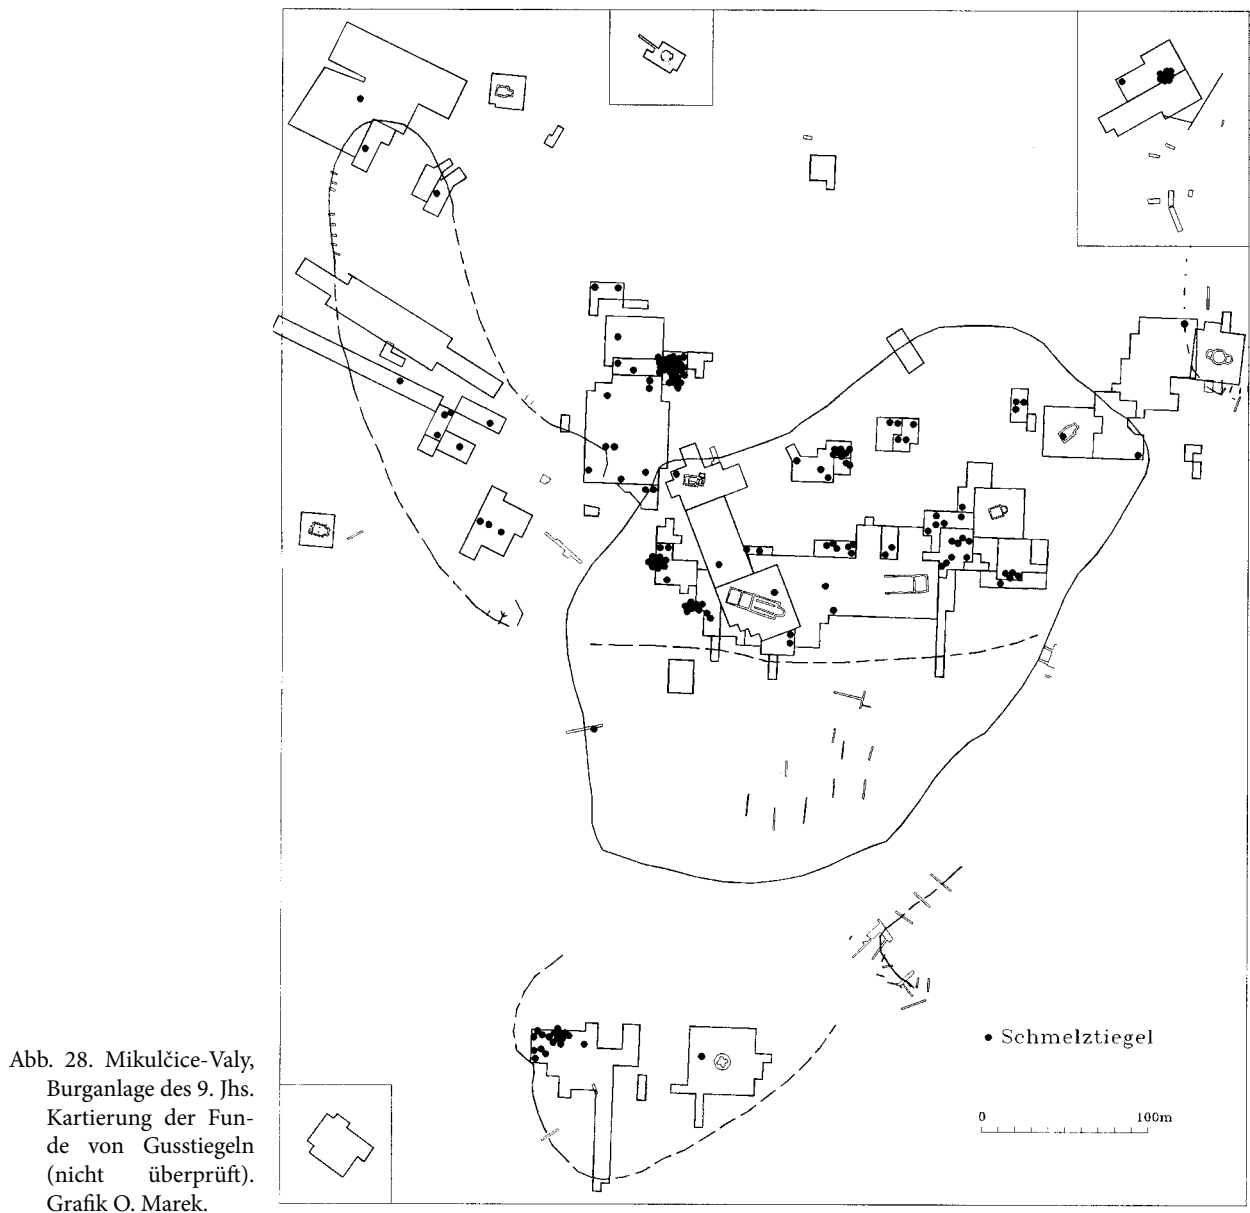 Schmelztiegel
0 100m
Abb. 28. Mikulčice-Valy,
Burganlage des 9. Jhs.
Kartierung der Fun-
de von Gusstiegeln
(nicht überprüft).
Grafik O. Marek.